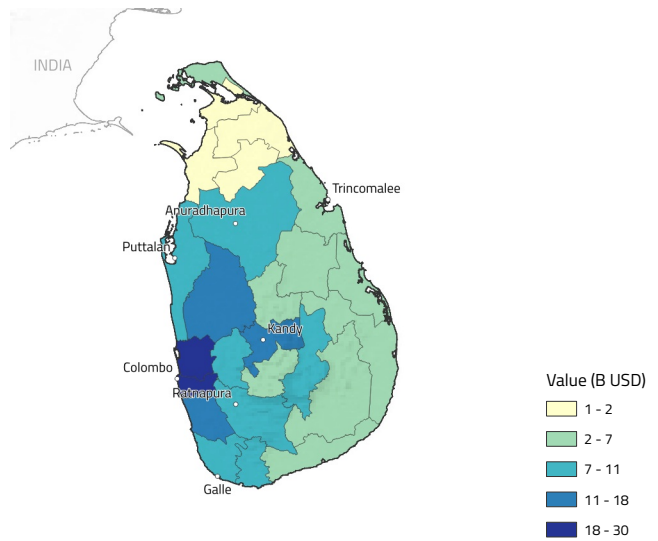 INDIA
Trincomalee
Anuradhapura
Puttalan
Kandy
Colombo
Ratnapura
Galle
Value (B USD)
1 - 2
2 - 7
7 - 11
11 - 18
18 - 30